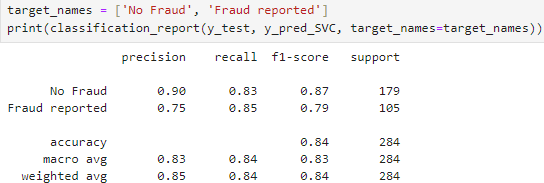 target_names = ['No Fraud', 'Fraud reported']
print(classification_report(y_test, y_pred_SVC, target_names=target_names))
precision recall f1-score support
No Fraud 0.90 0.83 0.87 179
Fraud reported 0.75 0.85 0.79 105
accuracy 0.84 284
macro avg 0.83 0.84 0.83 284
weighted avg 0.85 0.84 0.84 284